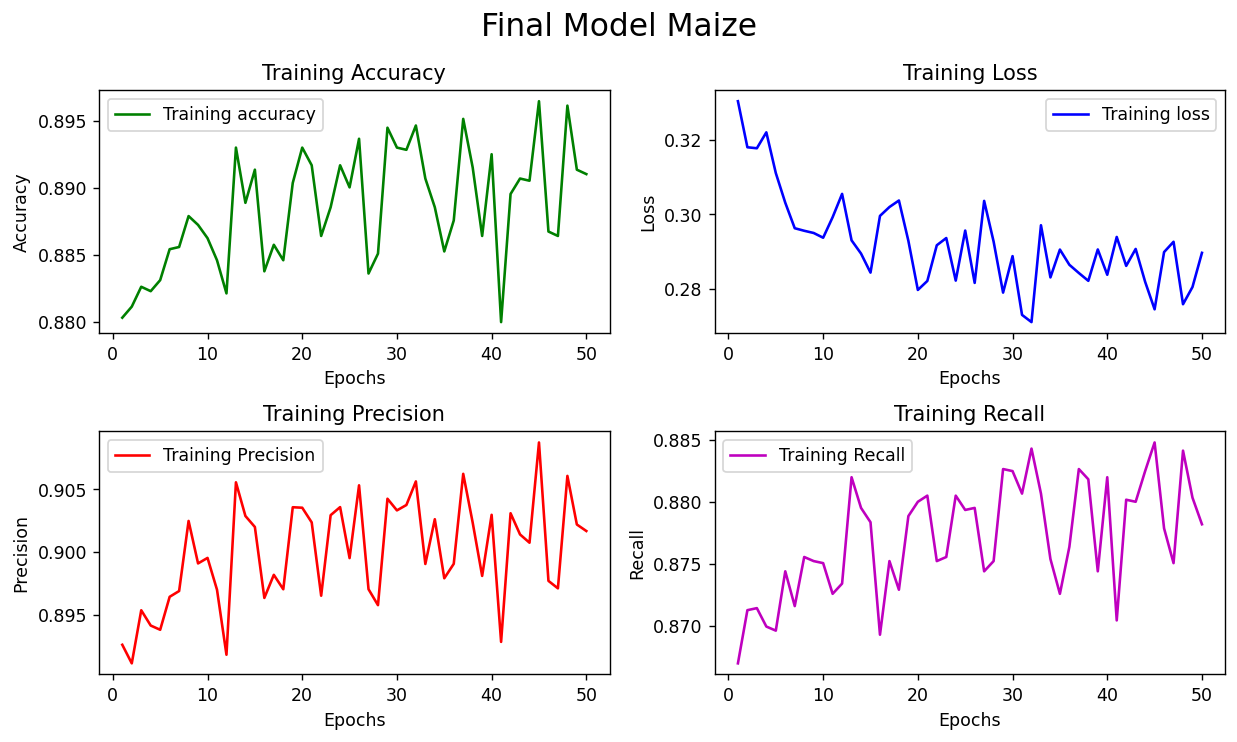 Final Model Maize
Training Accuracy
Training accuracy
Accuracy
0.895
0.890
0.885
0.880
0 10 20 30 40 50
Epochs
Training Loss
Training loss
Loss
0.32
0.30
0.28
0 10 20 30 40 50
Epochs
Training Precision
Training Precision
Precision
0.905
0.900
0.895
0 10 20 30 40 50
Epochs
Training Recall
Training Recall
Recall
0.885
0.880
0.875
0.870
0 10 20 30 40 50
Epochs